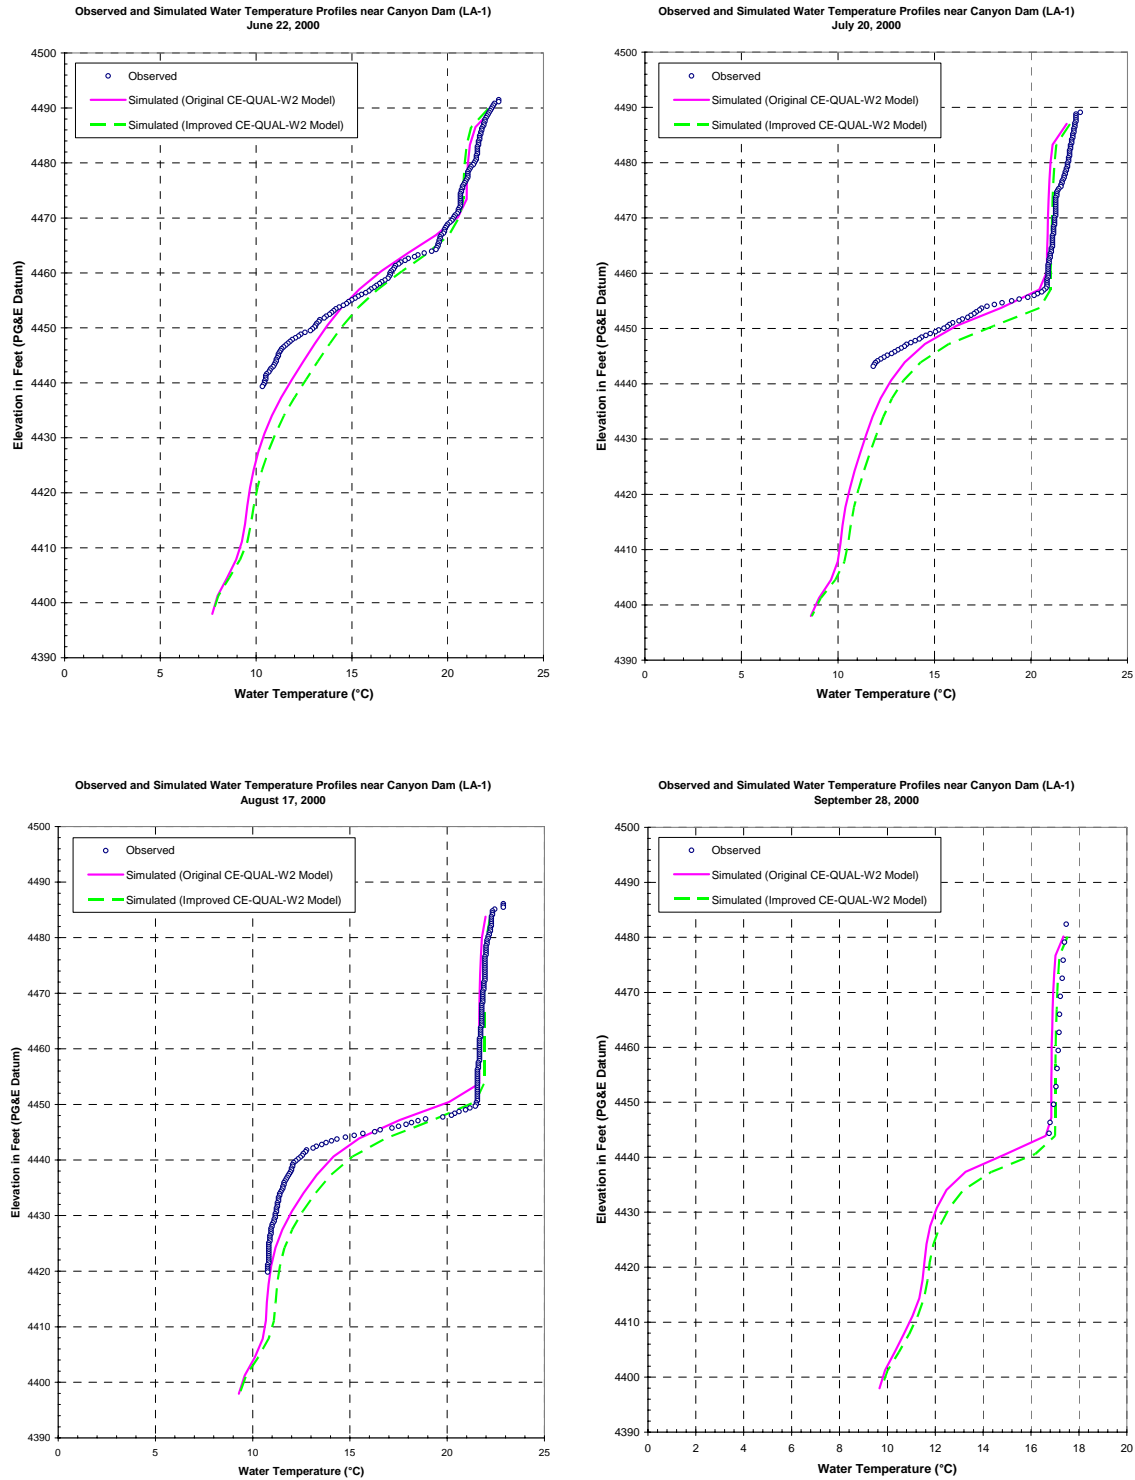 Observed and Simulated Water Temperature Profiles near Canyon Dam (LA-1)
June 22, 2000
4500
4490
4480
4470
4460
4450
4440
4430
4420
4410
4400
4390
Elevation in Feet (PG&E Datum)
Observed
Simulated (Original CE-QUAL-W2 Model)
Simulated (Improved CE-QUAL-W2 Model)
0 5 10 15 20 25
Water Temperature (°C)
Observed and Simulated Water Temperature Profiles near Canyon Dam (LA-1)
July 20, 2000
4500
4490
4480
4470
4460
4450
4440
4430
4420
4410
4400
4390
Elevation in Feet (PG&E Datum)
Observed
Simulated (Original CE-QUAL-W2 Model)
Simulated (Improved CE-QUAL-W2 Model)
0 5 10 15 20 25
Water Temperature (°C)
Observed and Simulated Water Temperature Profiles near Canyon Dam (LA-1)
August 17, 2000
4500
4490
4480
4470
4460
4450
4440
4430
4420
4410
4400
4390
Elevation in Feet (PG&E Datum)
Observed
Simulated (Original CE-QUAL-W2 Model)
Simulated (Improved CE-QUAL-W2 Model)
0 5 10 15 20 25
Water Temperature (°C)
Observed and Simulated Water Temperature Profiles near Canyon Dam (LA-1)
September 28, 2000
4500
4490
4480
4470
4460
4450
4440
4430
4420
4410
4400
4390
Elevation in Feet (PG&E Datum)
Observed
Simulated (Original CE-QUAL-W2 Model)
Simulated (Improved CE-QUAL-W2 Model)
0 2 4 6 8 10 12 14 16 18 20
Water Temperature (°C)